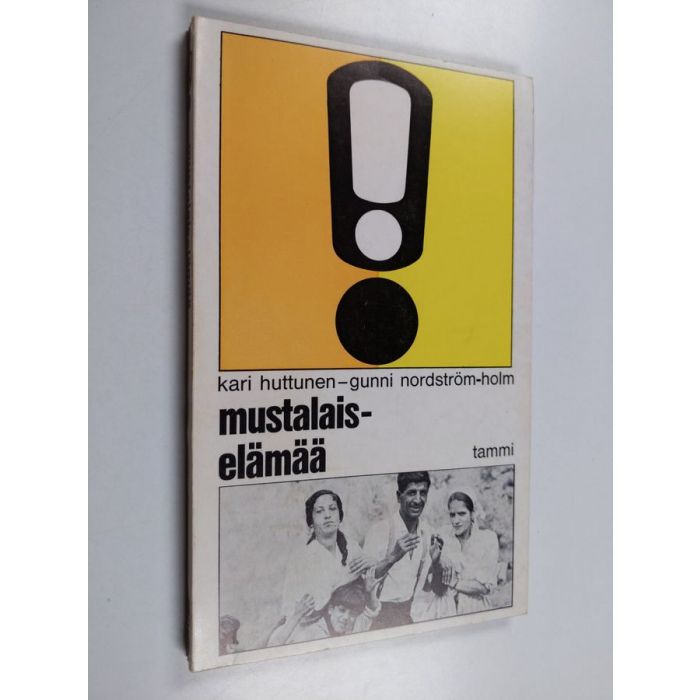 kari huttunen–gunni nordström-holm
mustalais-
elämää
tammi